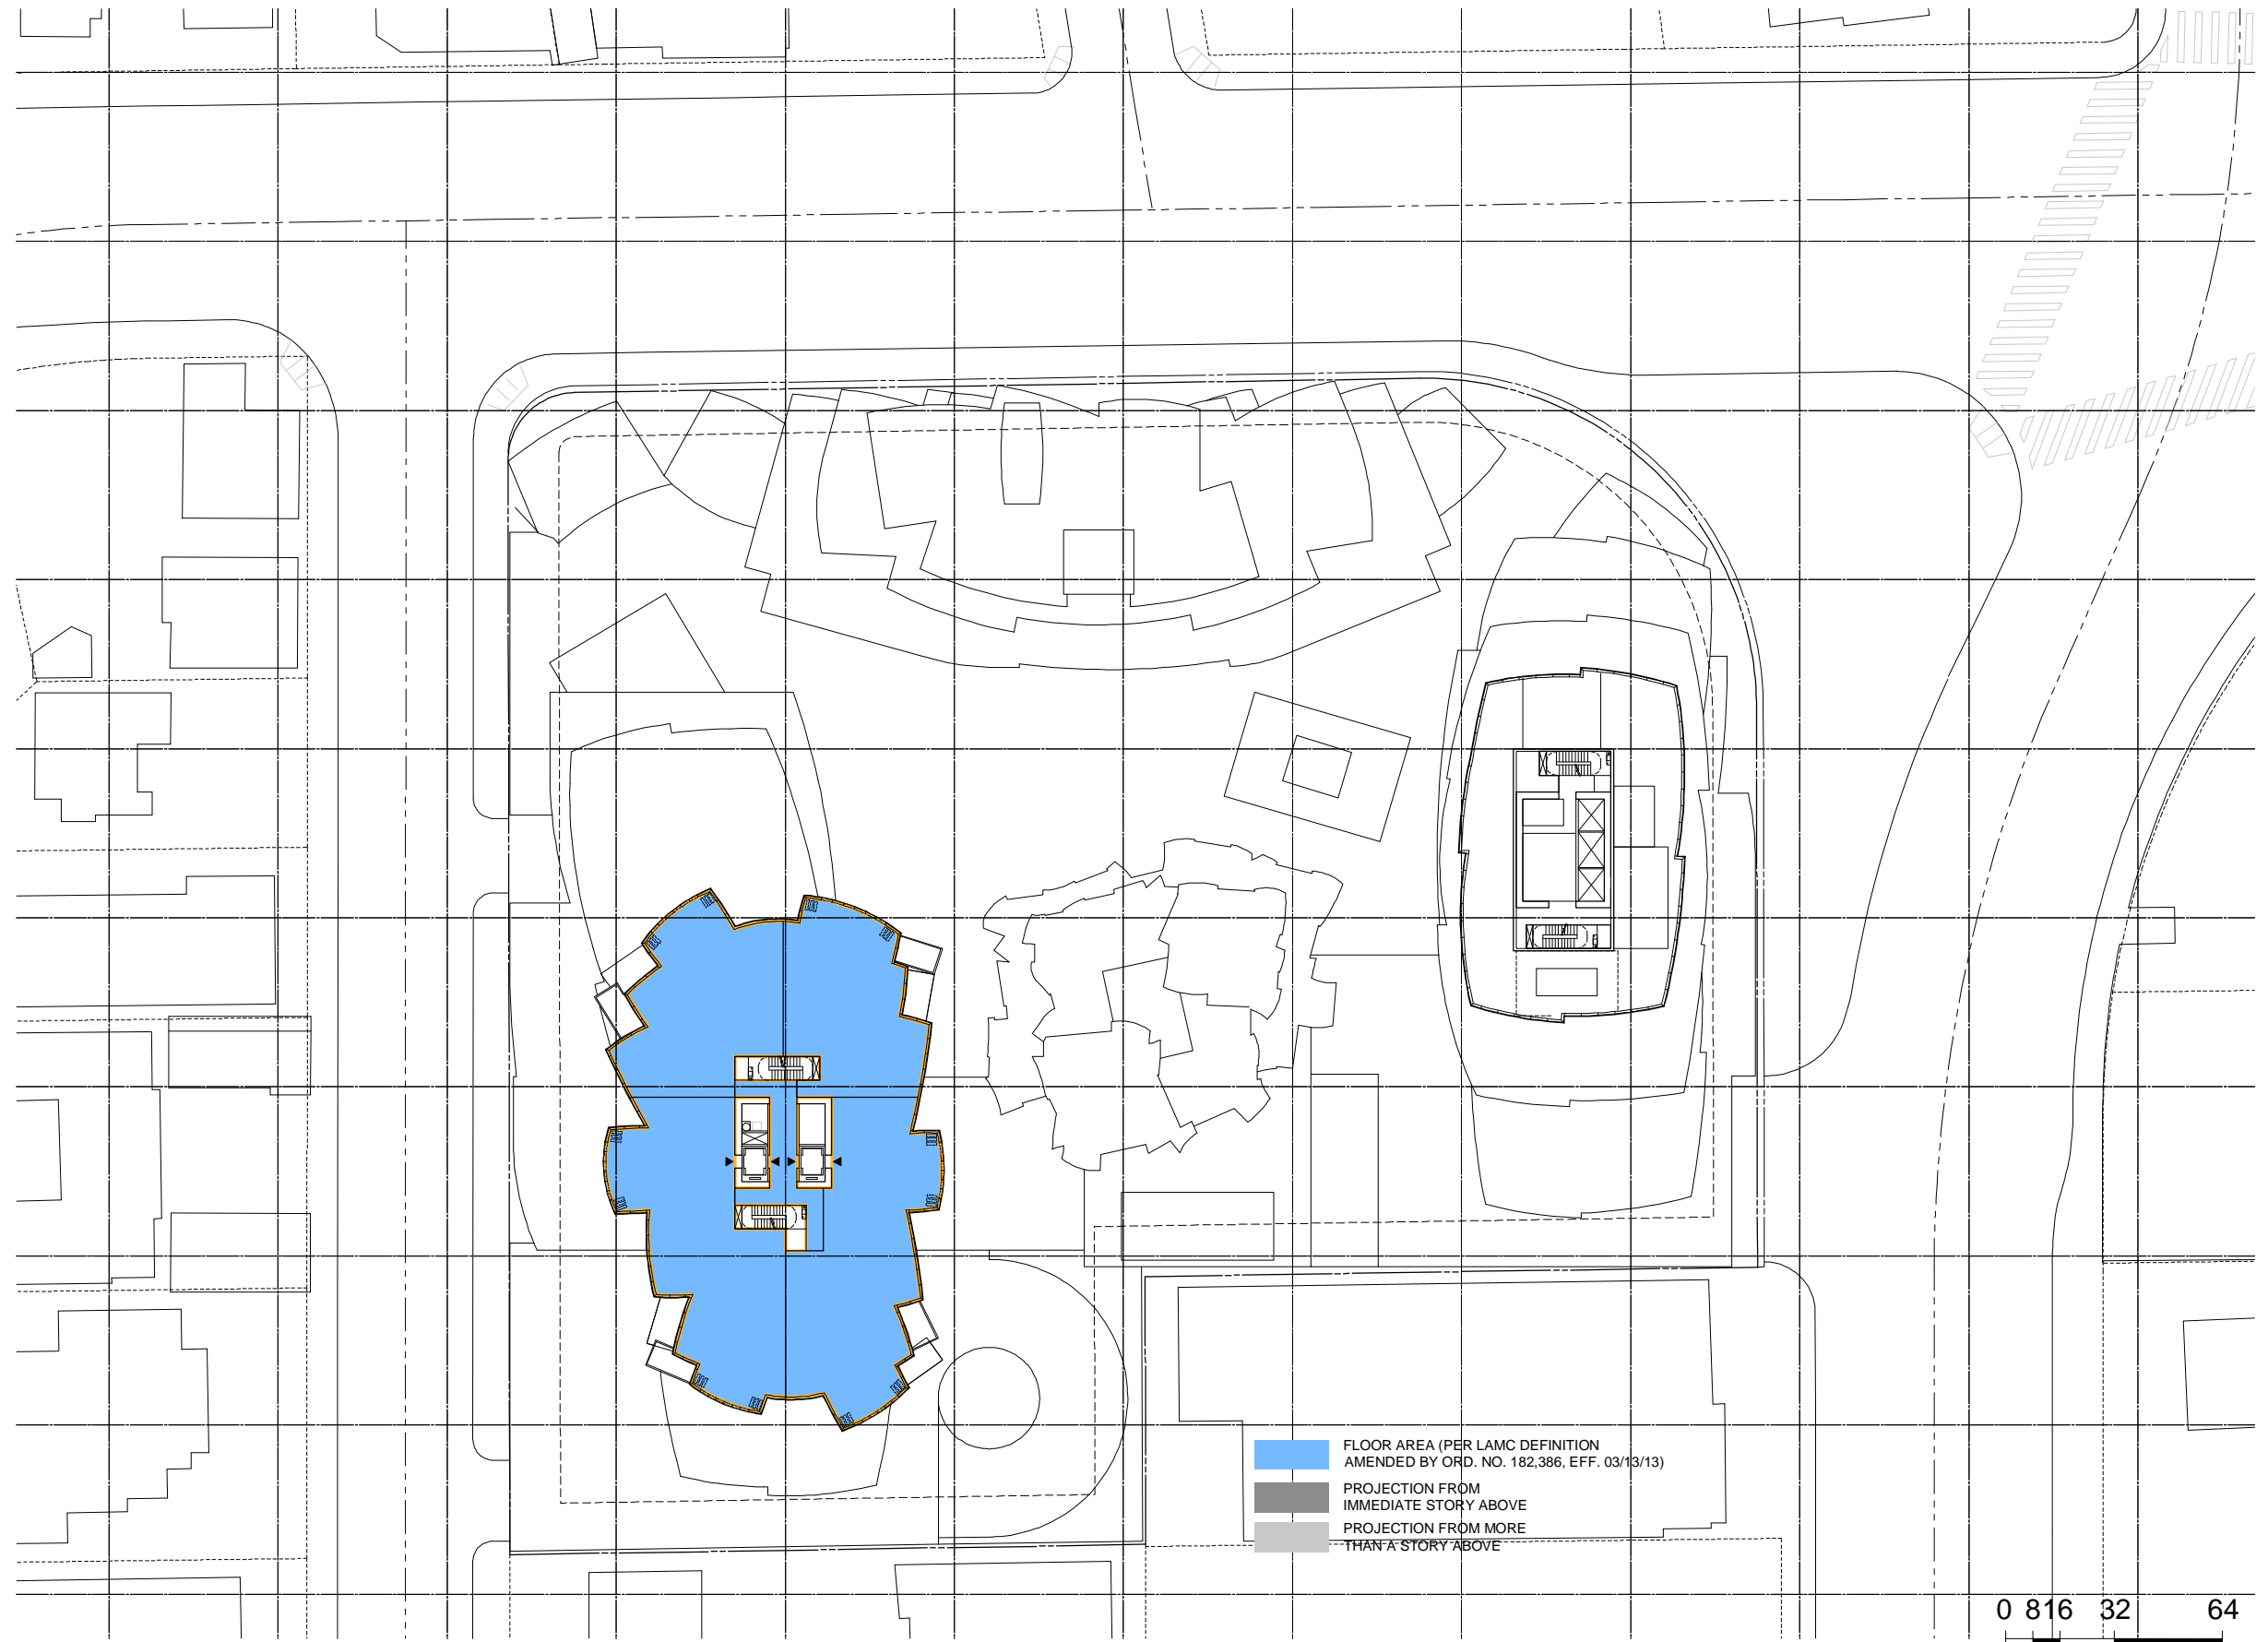 FLOOR AREA (PER LAMC DEFINITION
AMENDED BY ORD. NO. 182,386, EFF. 03/13/13)
PROJECTION FROM
IMMEDIATE STORY ABOVE
PROJECTION FROM MORE
THAN A STORY ABOVE
0 8 16 32 64